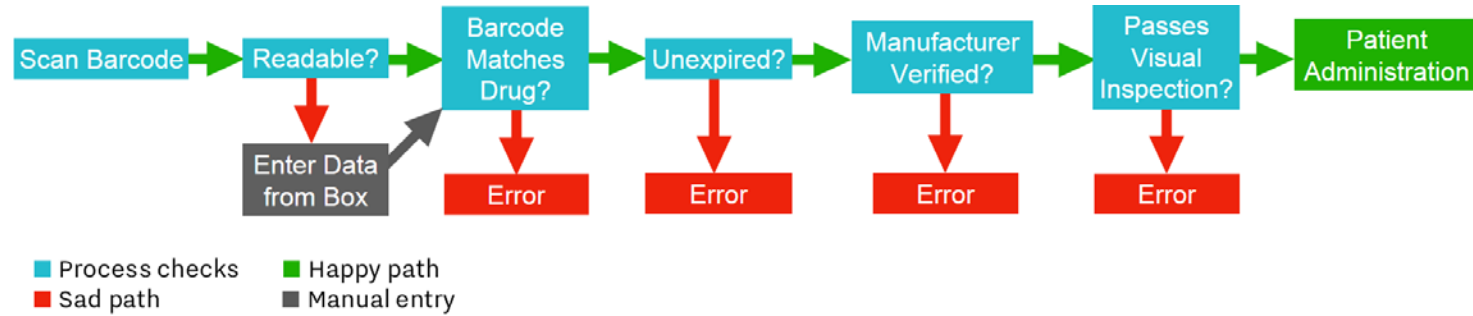 Scan Barcode
Readable?
Barcode
Matches
Drug?
Unexpired?
Manufacturer
Verified?
Passes
Visual
Inspection?
Patient
Administration
Enter Data
from Box
Error
Error
Error
Error
Process checks
Happy path
Sad path
Manual entry